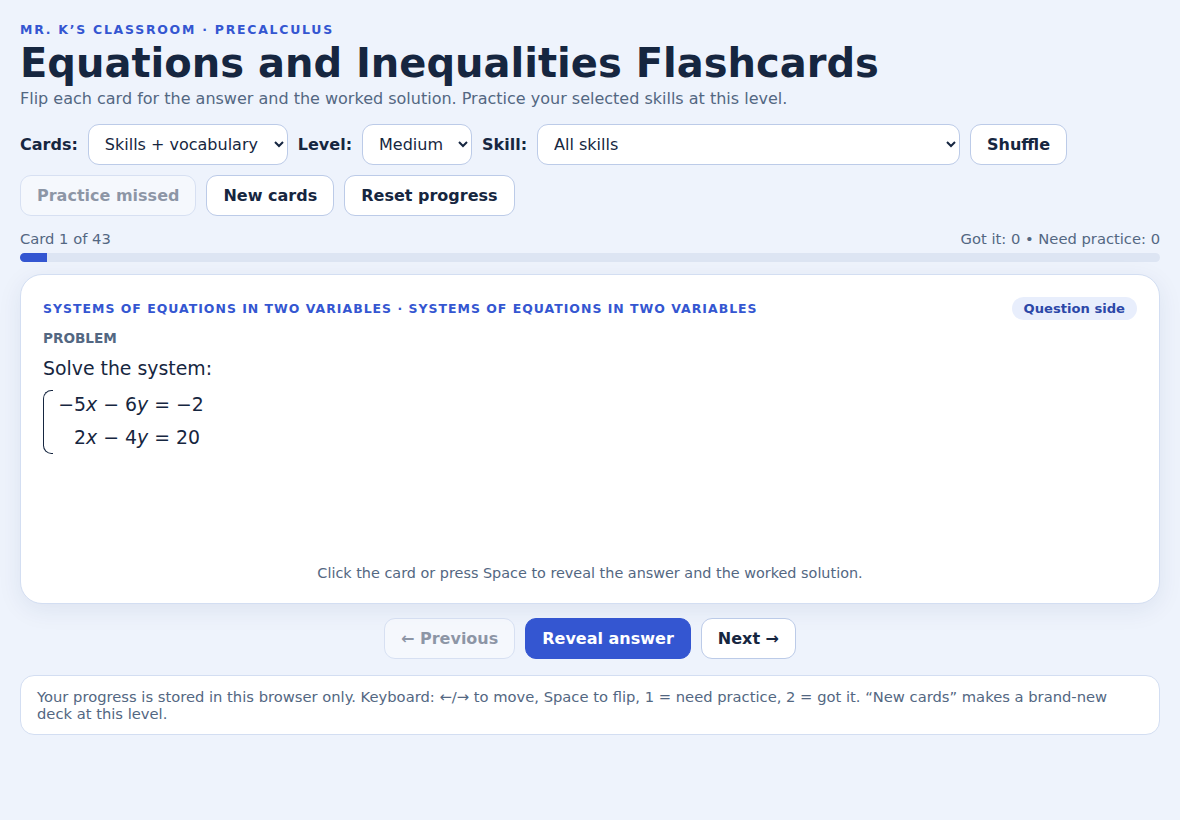 MR. K’S CLASSROOM · PRECALCULUS
Equations and Inequalities Flashcards
Flip each card for the answer and the worked solution. Practice your selected skills at this level.
Cards: Skills + vocabulary Level: Medium Skill: All skills Shuffle
Practice missed New cards Reset progress
Card 1 of 43 Got it: 0 • Need practice: 0
SYSTEMS OF EQUATIONS IN TWO VARIABLES · SYSTEMS OF EQUATIONS IN TWO VARIABLES Question side
PROBLEM
Solve the system:
−5x − 6y = −2
2x − 4y = 20
Click the card or press Space to reveal the answer and the worked solution.
← Previous Reveal answer Next →
Your progress is stored in this browser only. Keyboard: ←/→ to move, Space to flip, 1 = need practice, 2 = got it. “New cards” makes a brand-new
deck at this level.